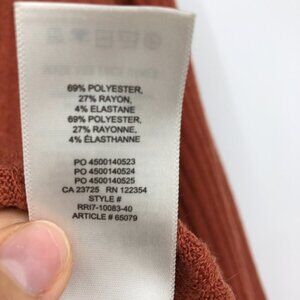 69% POLYESTER,
27% RAYON,
4% ELASTANE
69% POLYESTER,
27% RAYONNE,
4% ÉLASTHANNE
PO 4500140523
PO 4500140524
PO 4500140525
CA 23725 RN 122354
STYLE #
RRI7-10083-40
ARTICLE # 65079